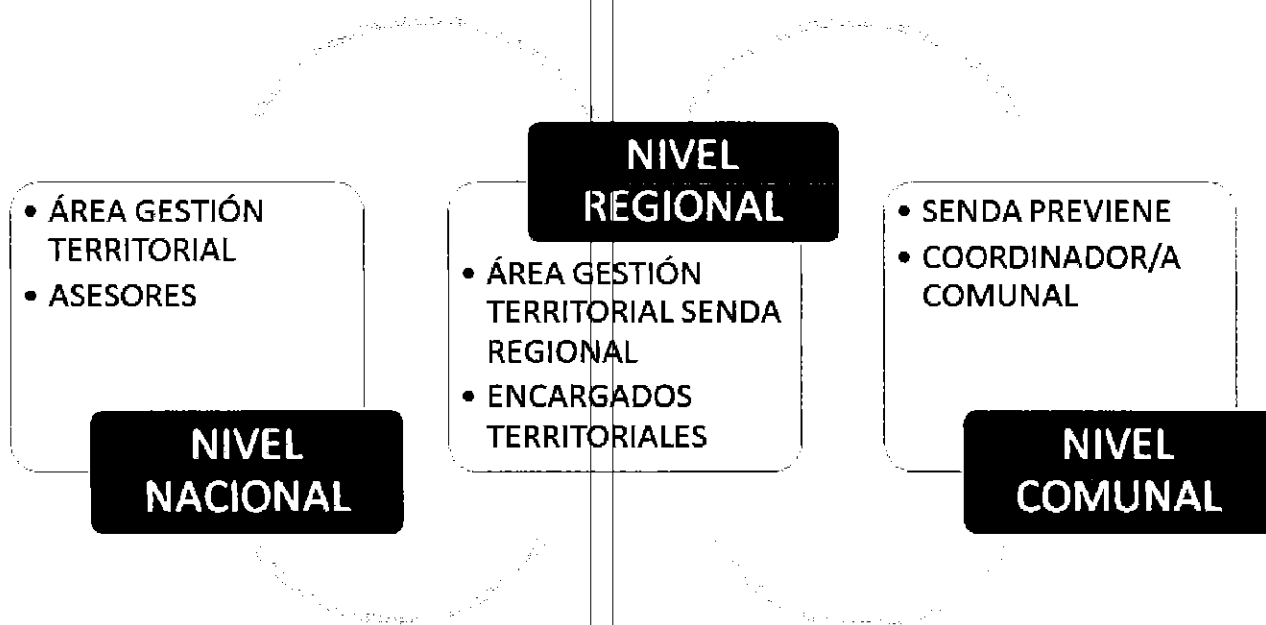 • ÁREA GESTIÓN
TERRITORIAL
• ASESORES
NIVEL
NACIONAL
NIVEL
REGIONAL
• ÁREA GESTIÓN
TERRITORIAL SENDA
REGIONAL
• ENCARGADOS
TERRITORIALES
• SENDA PREVIENE
• COORDINADOR/A
COMUNAL
NIVEL
COMUNAL